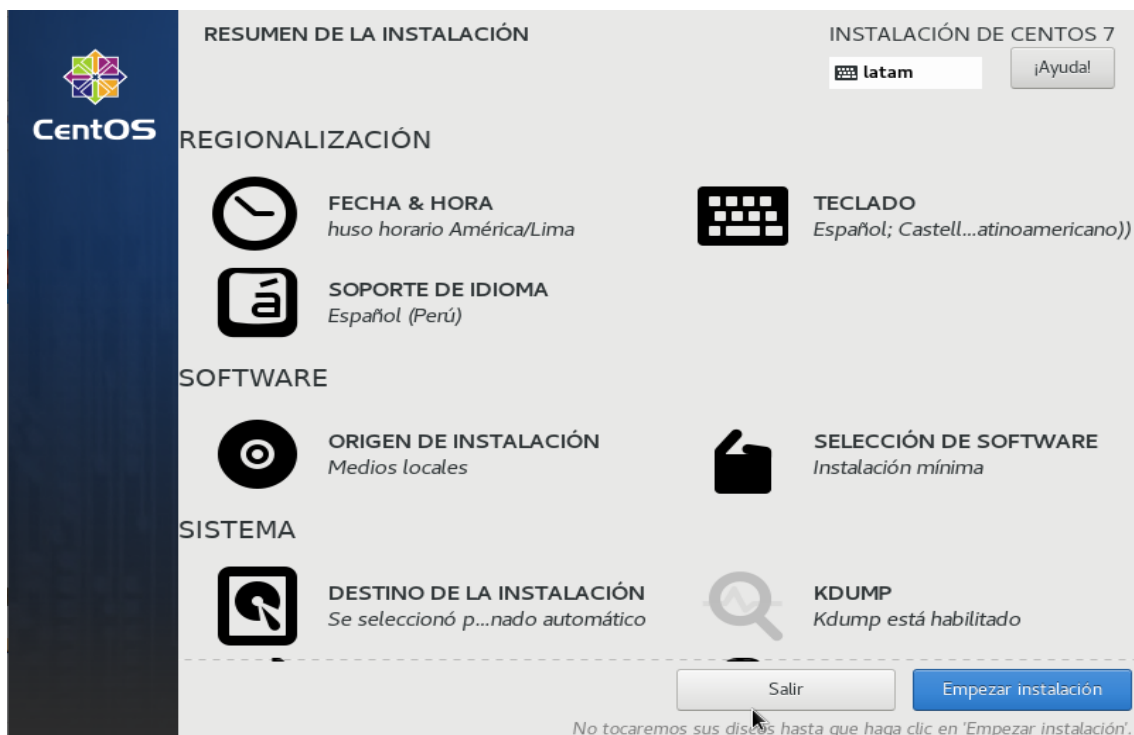 RESUMEN DE LA INSTALACIÓN
INSTALACIÓN DE CENTOS 7
latam
¡Ayuda!
CentOS
REGIONALIZACIÓN
FECHA & HORA
huso horario América/Lima
TECLADO
Español; Castell...atinoamericano))
á
SOPORTE DE IDIOMA
Español (Perú)
SOFTWARE
ORIGEN DE INSTALACIÓN
Medios locales
SELECCIÓN DE SOFTWARE
Instalación mínima
SISTEMA
DESTINO DE LA INSTALACIÓN
Se seleccionó p...nado automático
KDUMP
Kdump está habilitado
Salir
Empezar instalación
No tocaremos sus discos hasta que haga clic en 'Empezar instalación'.